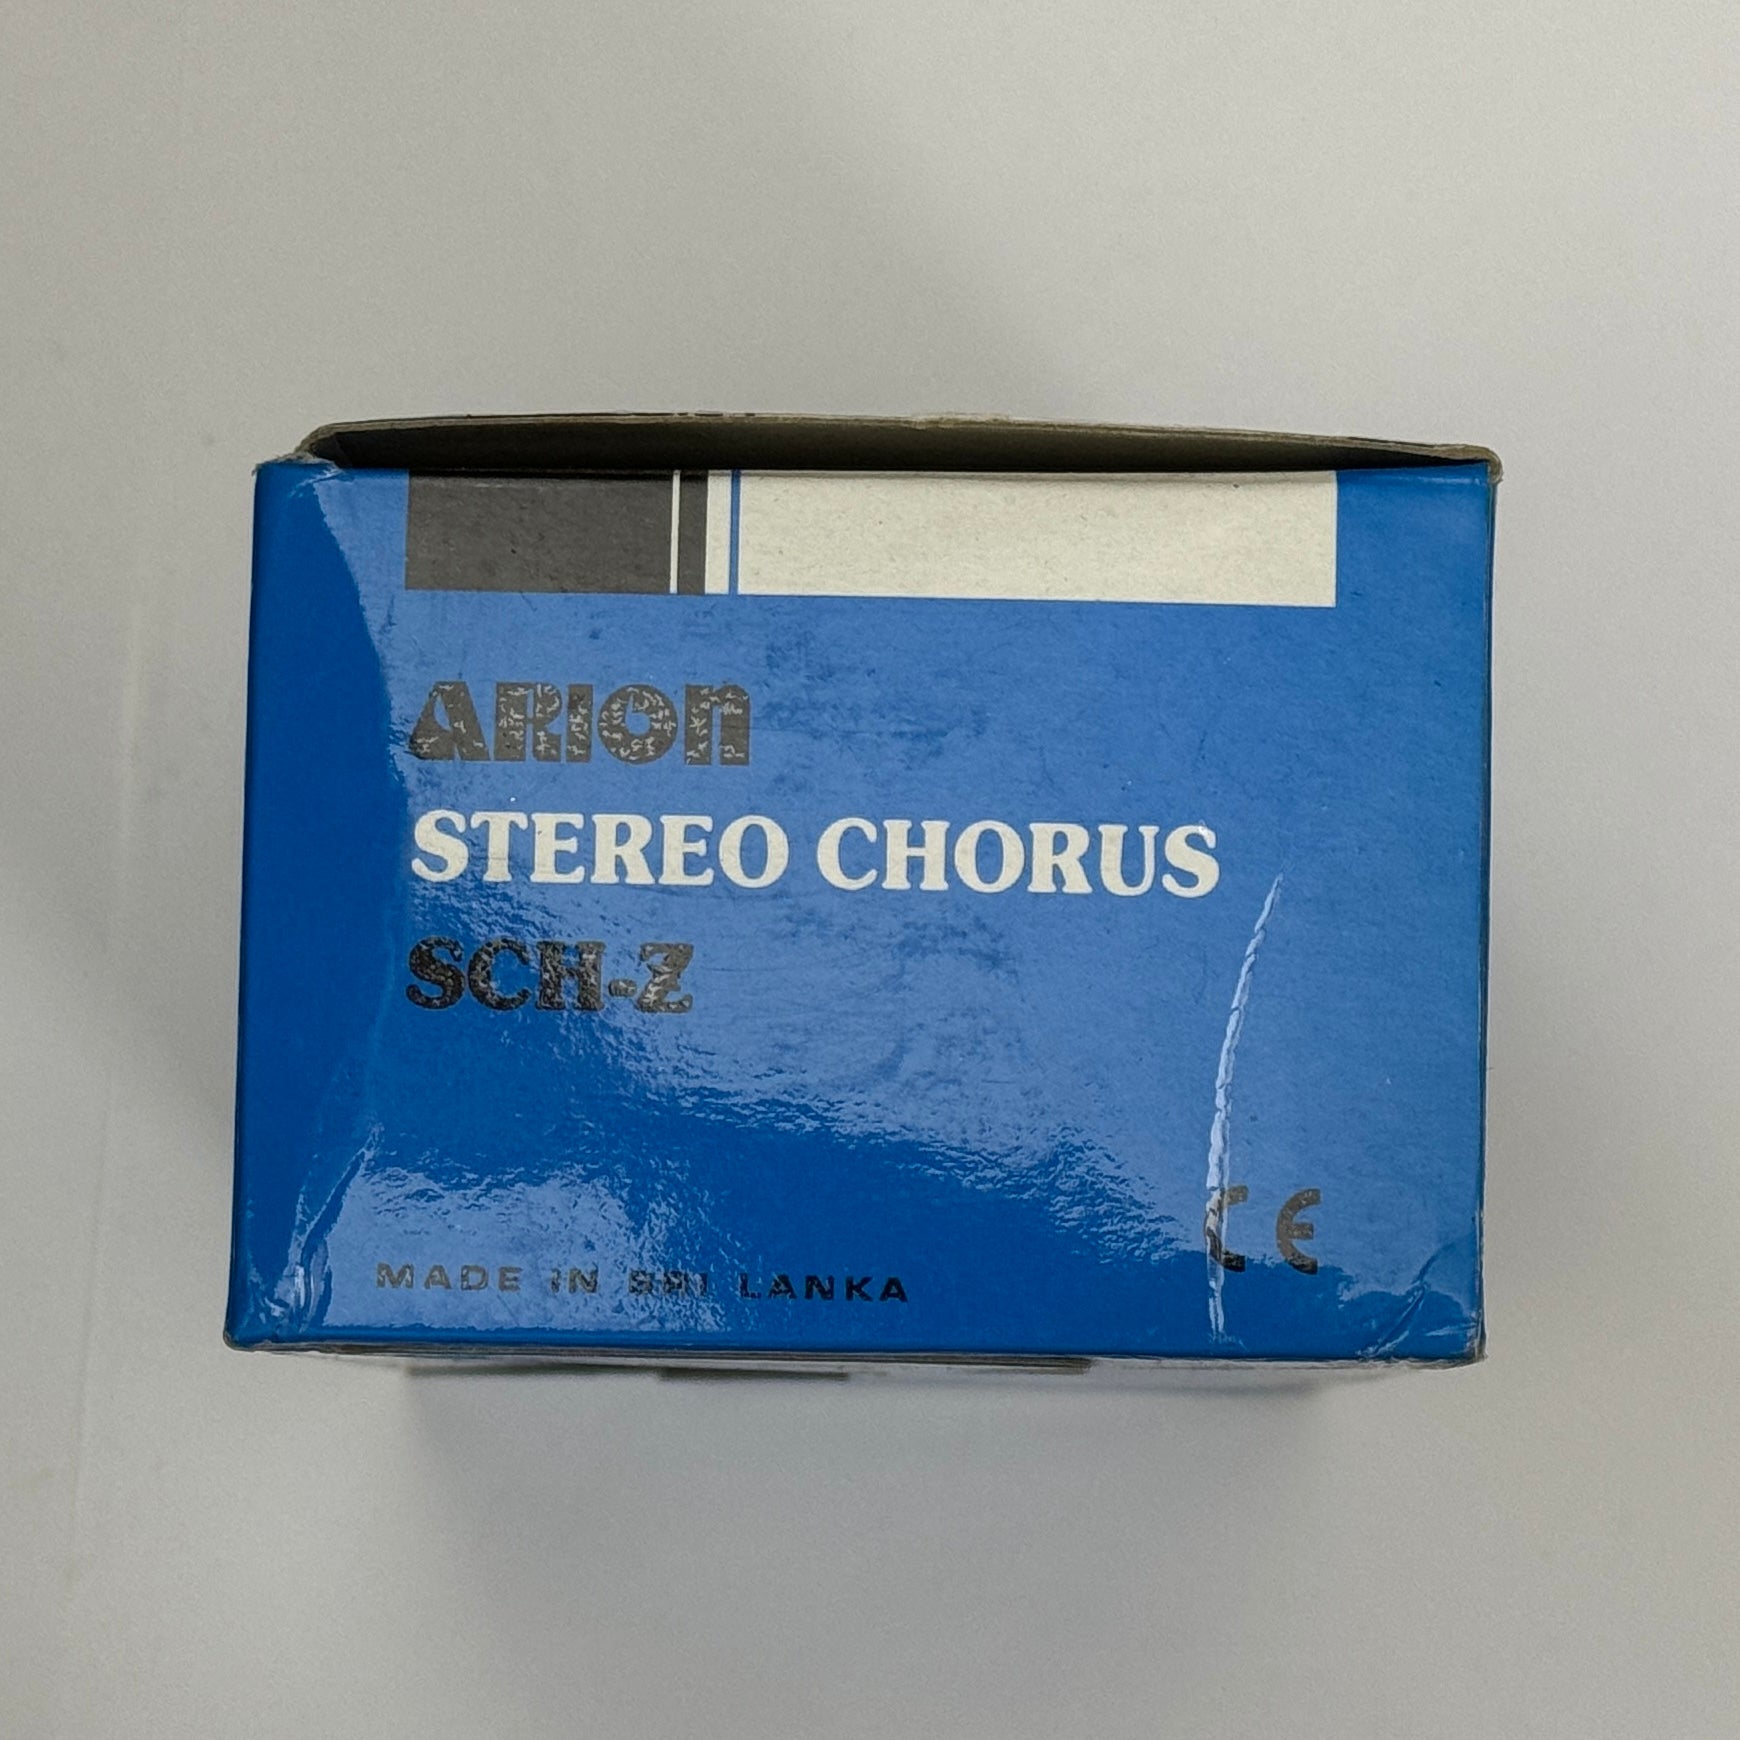 ARION
STEREO CHORUS
SCH-Z
CE
MADE IN SRI LANKA